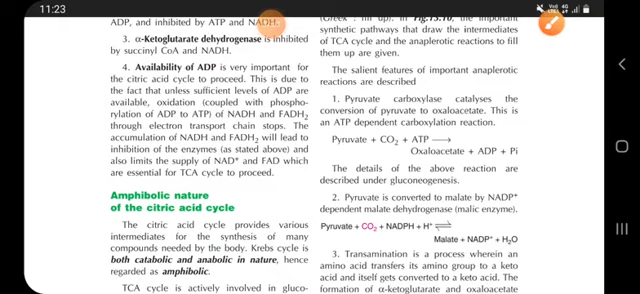 11:23
Vo)) 4G
LTE1
23%
ADP, and inhibited by ATP and NADH.
3. α-Ketoglutarate dehydrogenase is inhibited
by succinyl CoA and NADH.
4. Availability of ADP is very important for
the citric acid cycle to proceed. This is due to
the fact that unless sufficient levels of ADP are
available, oxidation (coupled with phospho-
rylation of ADP to ATP) of NADH and FADH2
through electron transport chain stops. The
accumulation of NADH and FADH2 will lead to
inhibition of the enzymes (as stated above) and
also limits the supply of NAD+ and FAD which
are essential for TCA cycle to proceed.
Amphibolic nature
of the citric acid cycle
The citric acid cycle provides various
intermediates for the synthesis of many
compounds needed by the body. Krebs cycle is
both catabolic and anabolic in nature, hence
regarded as amphibolic.
TCA cycle is actively involved in gluco-
(Greek : fill up). In Fig.13.10, the important
synthetic pathways that draw the intermediates
of TCA cycle and the anaplerotic reactions to fill
them up are given.
The salient features of important anaplerotic
reactions are described
1. Pyruvate carboxylase catalyses the
conversion of pyruvate to oxaloacetate. This is
an ATP dependent carboxylation reaction.
Pyruvate + CO2 + ATP ⟶
Oxaloacetate + ADP + Pi
The details of the above reaction are
described under gluconeogenesis.
2. Pyruvate is converted to malate by NADP+
dependent malate dehydrogenase (malic enzyme).
Pyruvate + CO2 + NADPH + H+ ⇌
Malate + NADP+ + H2O
3. Transamination is a process wherein an
amino acid transfers its amino group to a keto
acid and itself gets converted to a keto acid. The
formation of α-ketoglutarate and oxaloacetate